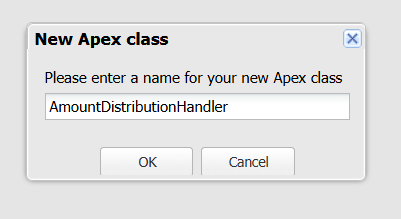 New Apex class
Please enter a name for your new Apex class
AmountDistributionHandler
OK
Cancel